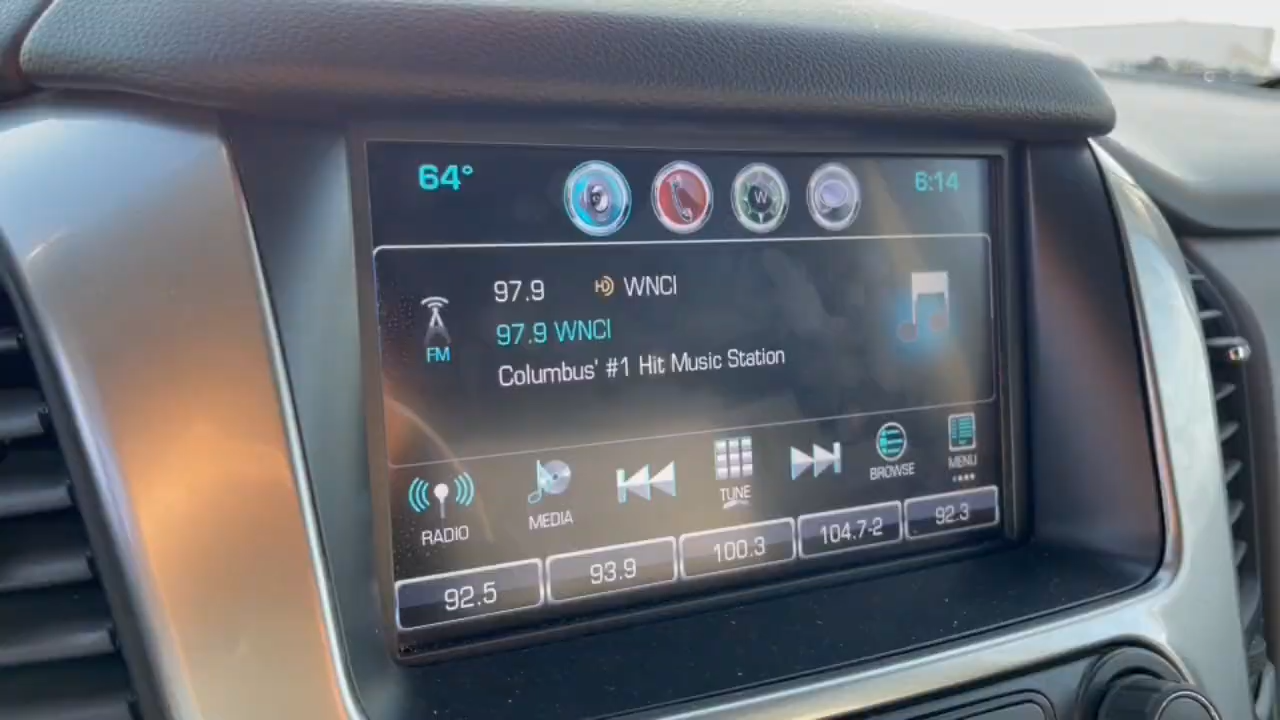 64°
W
6:14
97.9 HD WNCI
FM
97.9 WNCI
Columbus' #1 Hit Music Station
RADIO
MEDIA
TUNE
BROWSE
MENU
92.5
93.9
100.3
104.7-2
92.3